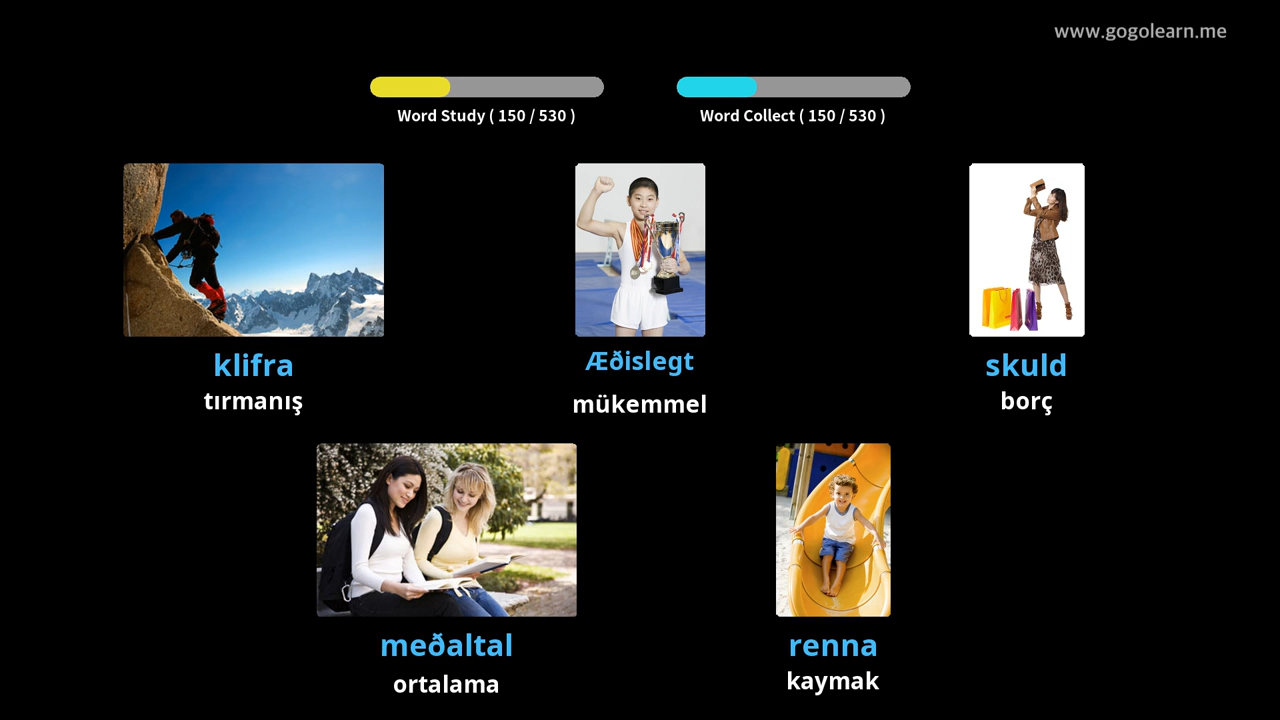 www.gogolearn.me
Word Study ( 150 / 530 )
Word Collect ( 150 / 530 )
klifra
tırmanış
Æðislegt
mükemmel
skuld
borç
meðaltal
ortalama
renna
kaymak